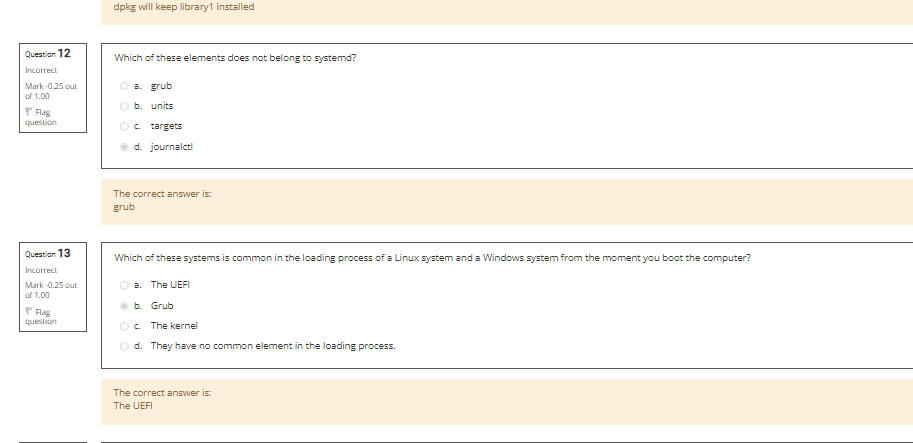 dpkg will keep library1 installed
Question 12
Incorrect
Mark -0.25 out
of 1.00
Flag
question
Which of these elements does not belong to systemd?
a. grub
b. units
c. targets
d. journalctl
The correct answer is:
grub
Question 13
Incorrect
Mark -0.25 out
of 1.00
Flag
question
Which of these systems is common in the loading process of a Linux system and a Windows system from the moment you boot the computer?
a. The UEFI
b. Grub
c. The kernel
d. They have no common element in the loading process.
The correct answer is:
The UEFI